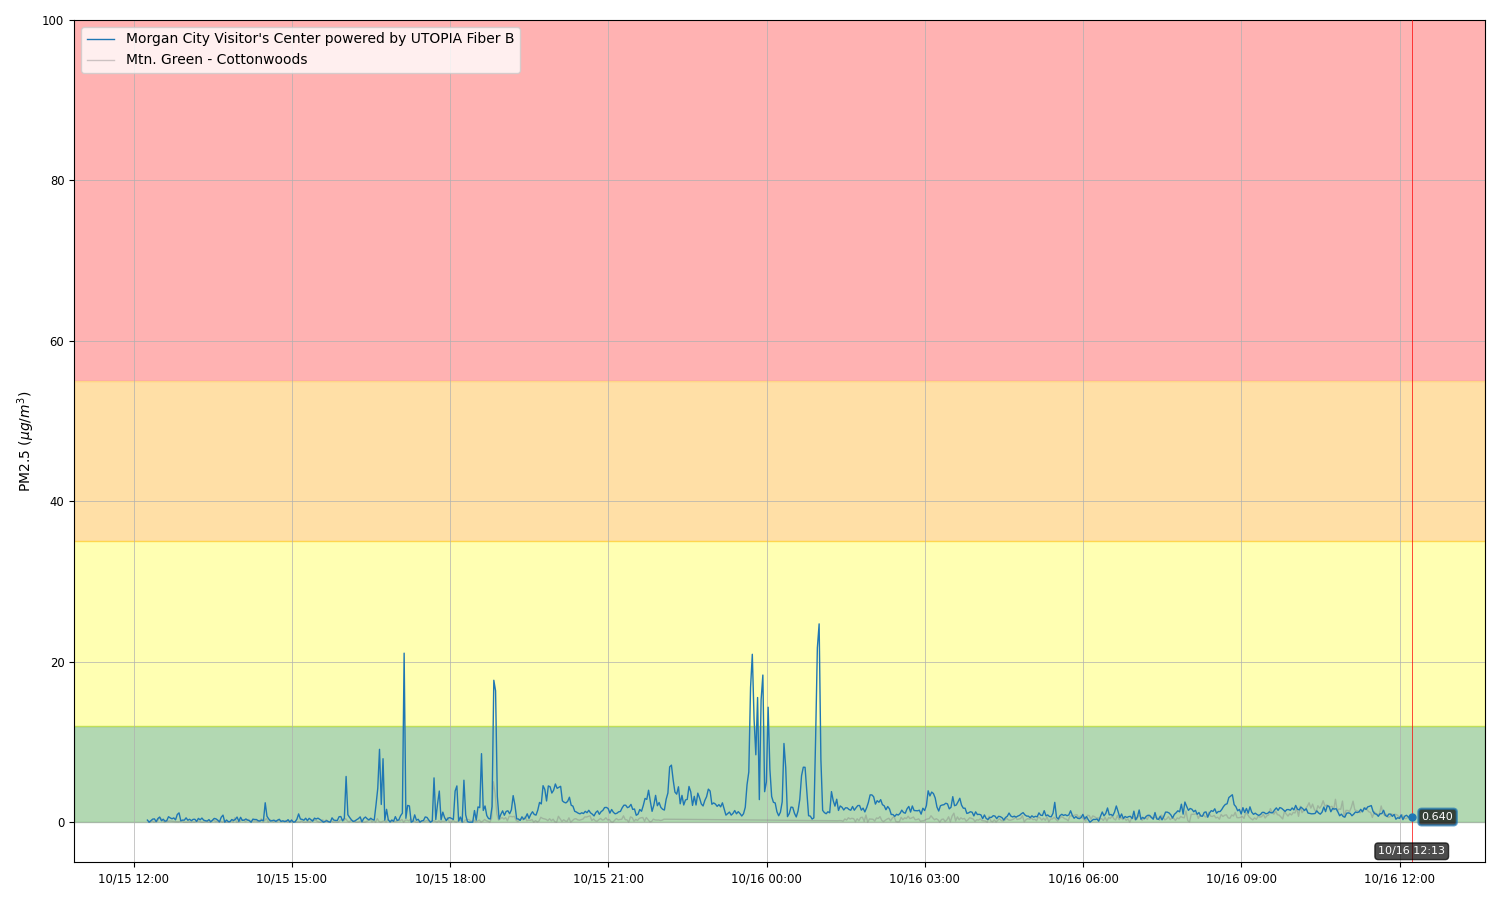 100
80
60
40
20
0
PM2.5 (μg/m³)
Morgan City Visitor's Center powered by UTOPIA Fiber B
Mtn. Green - Cottonwoods
0.640
10/16 12:13
10/15 12:00 10/15 15:00 10/15 18:00 10/15 21:00 10/16 00:00 10/16 03:00 10/16 06:00 10/16 09:00 10/16 12:00